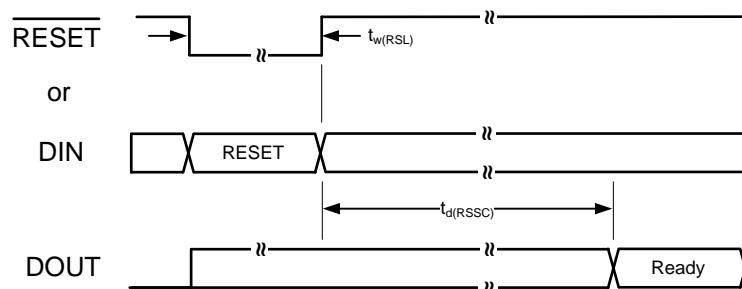 RESET
t_w(RSL)
or
DIN
RESET
t_d(RSSC)
DOUT
Ready